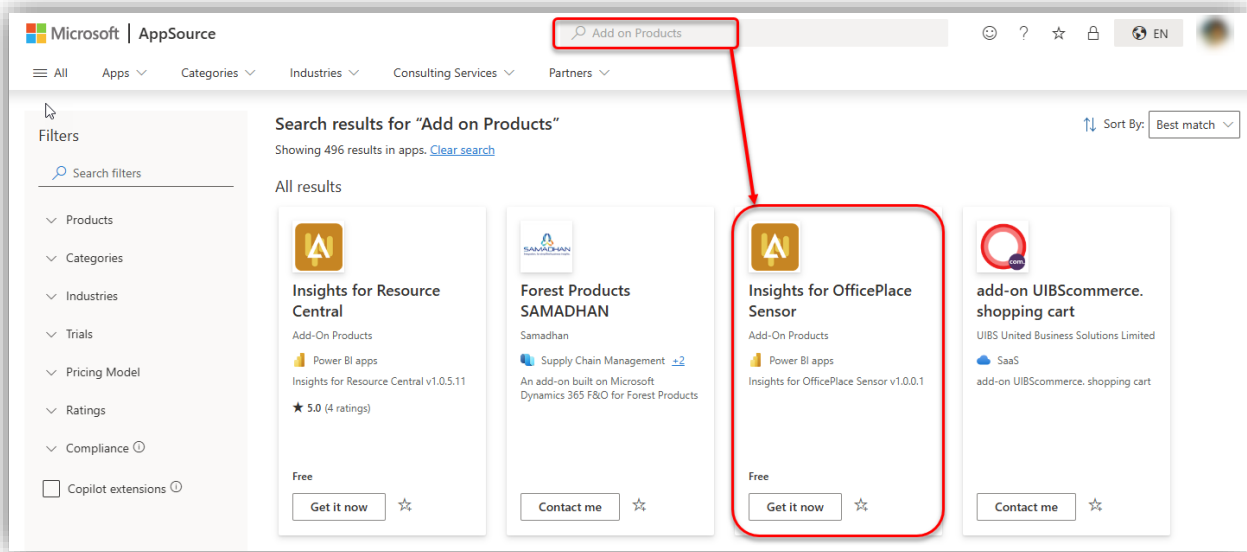 Microsoft | AppSource
Add on Products
EN
All Apps Categories Industries Consulting Services Partners
Filters
Search filters
Products
Categories
Industries
Trials
Pricing Model
Ratings
Compliance
Copilot extensions
Search results for “Add on Products”
Sort By: Best match
Showing 496 results in apps. Clear search
All results
Insights for Resource
Central
Add-On Products
Power BI apps
Insights for Resource Central v1.0.5.11
★ 5.0 (4 ratings)
Free
Get it now
SAMADHAN
Forest Products
SAMADHAN
Samadhan
Supply Chain Management +2
An add-on built on Microsoft
Dynamics 365 F&O for Forest Products
Contact me
Insights for OfficePlace
Sensor
Add-On Products
Power BI apps
Insights for OfficePlace Sensor v1.0.0.1
Free
Get it now
com.
add-on UIBScommerce.
shopping cart
UIBS United Business Solutions Limited
SaaS
add-on UIBScommerce. shopping cart
Contact me